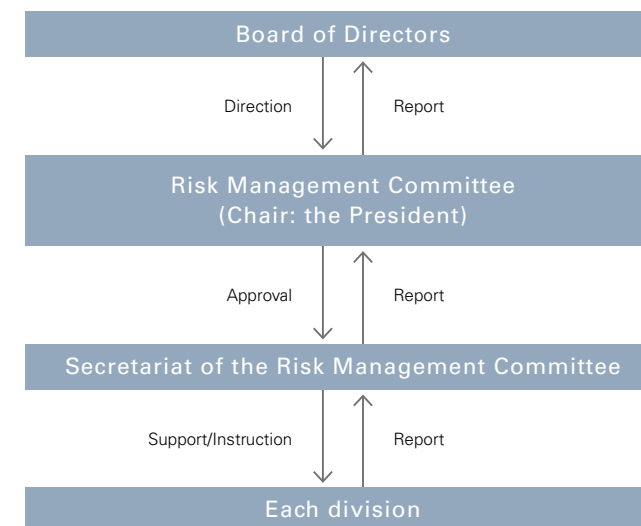 Board of Directors
Direction
Report
Risk Management Committee
(Chair: the President)
Approval
Report
Secretariat of the Risk Management Committee
Support/Instruction
Report
Each division